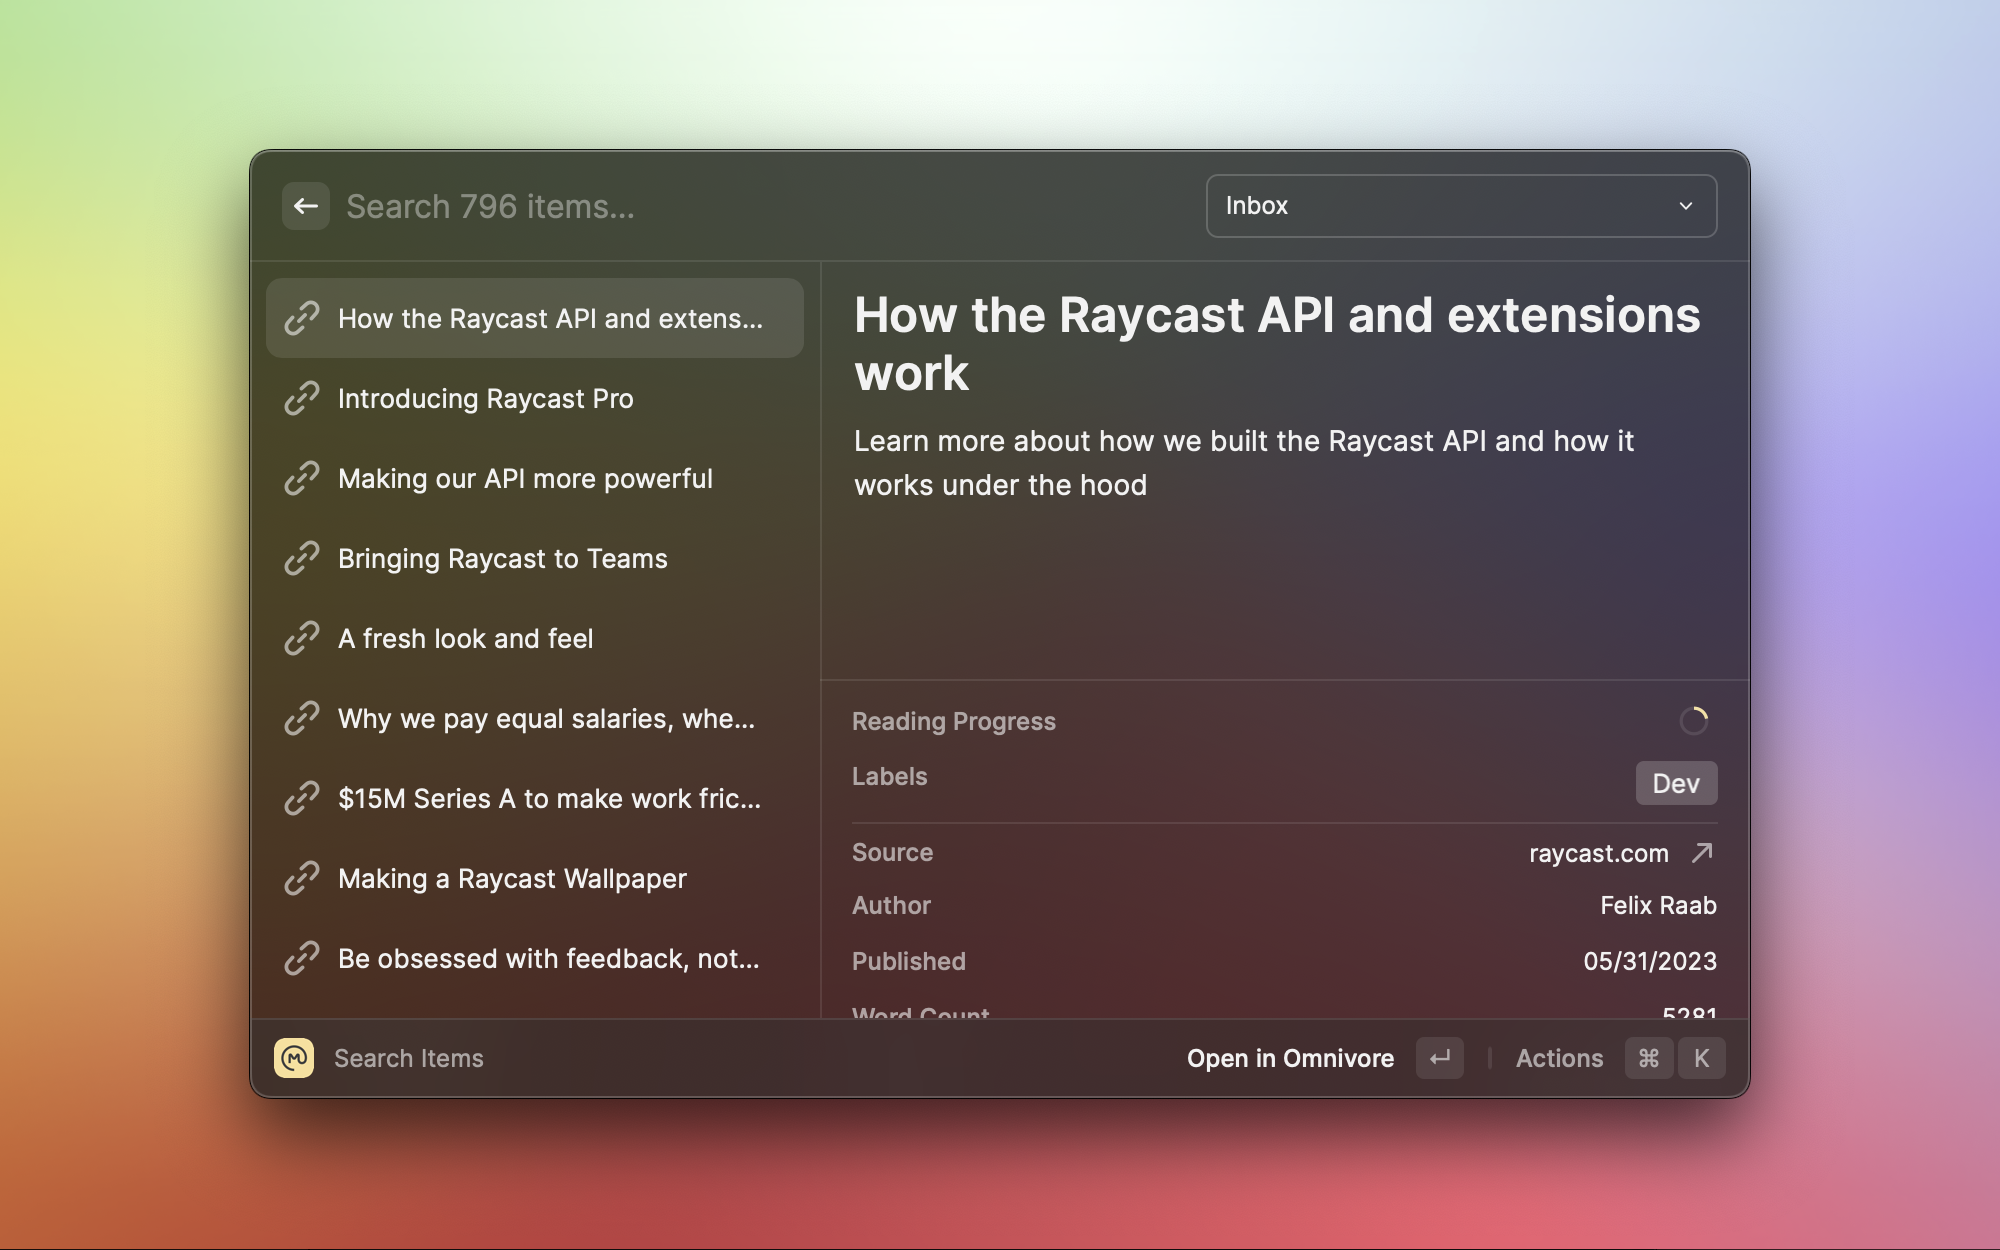 Search 796 items...
Inbox
How the Raycast API and extens...
Introducing Raycast Pro
Making our API more powerful
Bringing Raycast to Teams
A fresh look and feel
Why we pay equal salaries, whe...
$15M Series A to make work fric...
Making a Raycast Wallpaper
Be obsessed with feedback, not...
How the Raycast API and extensions
work
Learn more about how we built the Raycast API and how it
works under the hood
Reading Progress
Labels Dev
Source raycast.com
Author Felix Raab
Published 05/31/2023
Word Count 5281
Search Items
Open in Omnivore
Actions ⌘ K